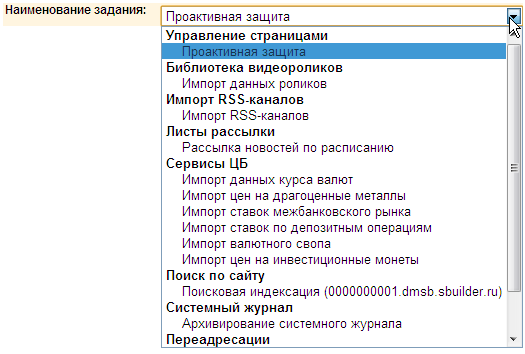 Наименование задания:
Проактивная защита
Управление страницами
Проактивная защита
Библиотека видеороликов
Импорт данных роликов
Импорт RSS-каналов
Импорт RSS-каналов
Листы рассылки
Рассылка новостей по расписанию
Сервисы ЦБ
Импорт данных курса валют
Импорт цен на драгоценные металлы
Импорт ставок межбанковского рынка
Импорт ставок по депозитным операциям
Импорт валютного свопа
Импорт цен на инвестиционные монеты
Поиск по сайту
Поисковая индексация (0000000001.dmsb.sbuilder.ru)
Системный журнал
Архивирование системного журнала
Переадресации